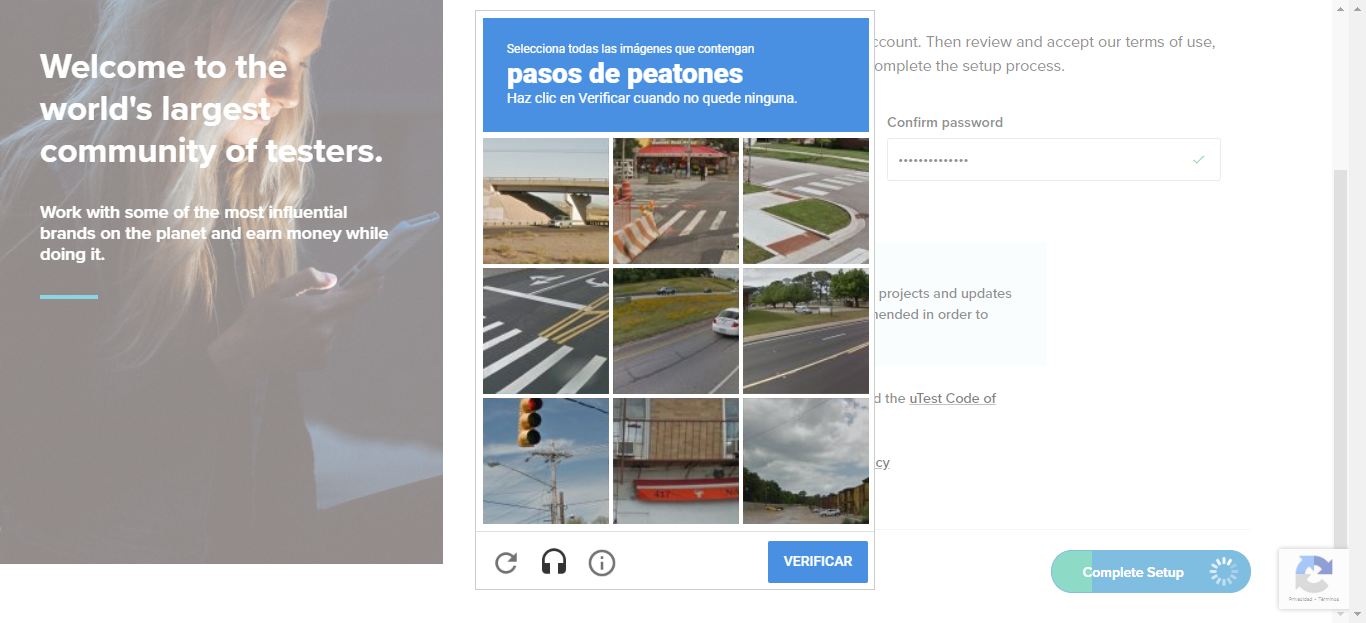 Welcome to the
world's largest
community of testers.
Work with some of the most influential
brands on the planet and earn money while
doing it.
Selecciona todas las imágenes que contengan
pasos de peatones
Haz clic en Verificar cuando no quede ninguna.
417
VERIFICAR
ccount. Then review and accept our terms of use,
omplete the setup process.
Confirm password
••••••••••••••
projects and updates
nended in order to
d the uTest Code of
cy
Complete Setup
Privacidad - Términos